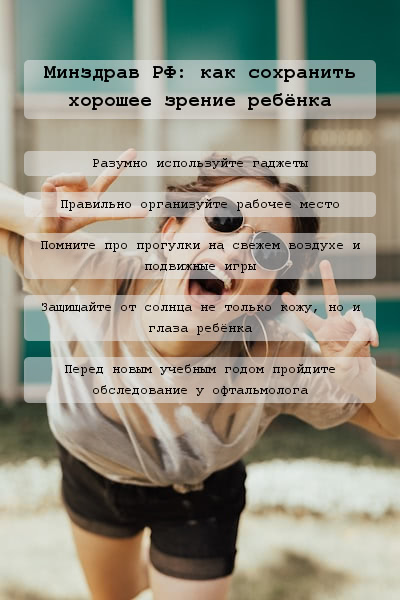 Минздрав РФ: как сохранить
хорошее зрение ребёнка
Разумно используйте гаджеты
Правильно организуйте рабочее место
Помните про прогулки на свежем воздухе и
подвижные игры
Защищайте от солнца не только кожу, но и
глаза ребёнка
Перед новым учебным годом пройдите
обследование у офтальмолога